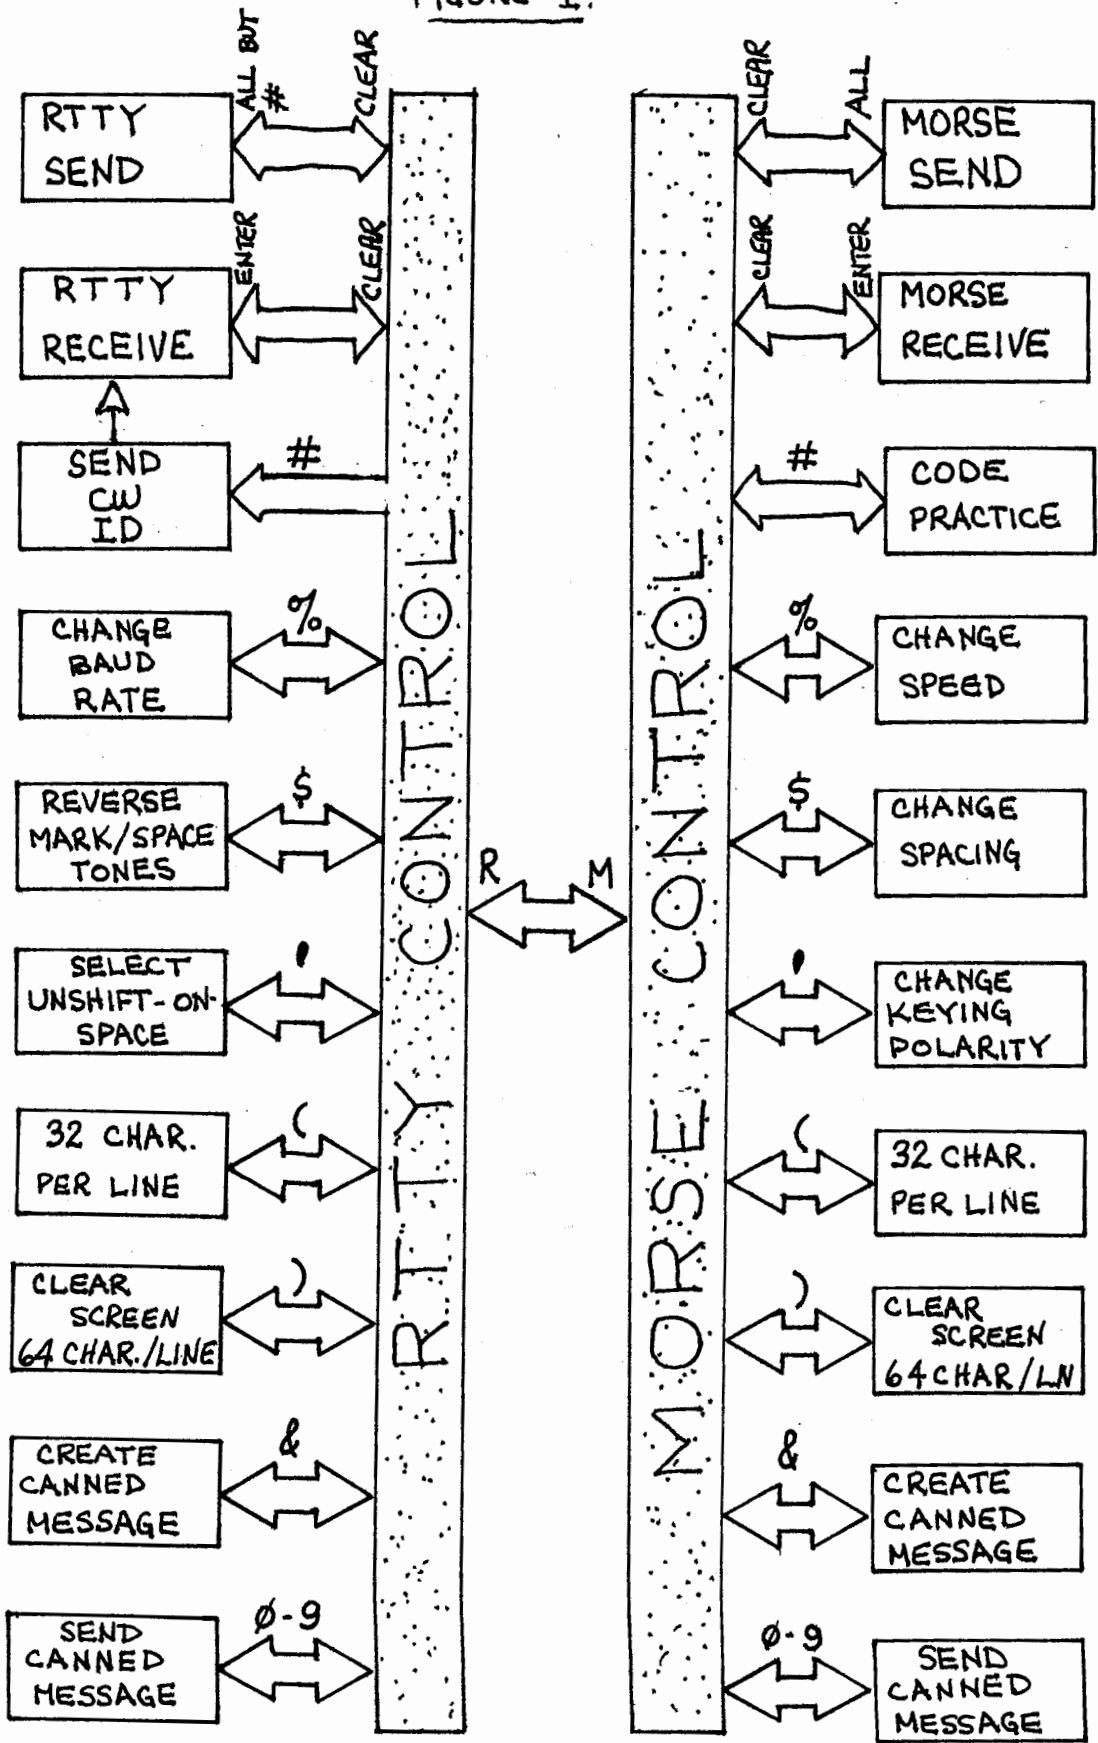 FIGURE I.
ALL BUT
#
CLEAR
RTTY
SEND
ENTER
CLEAR
RTTY
RECEIVE
#
SEND
CW
ID
%
CHANGE
BAUD
RATE
$
REVERSE
MARK/SPACE
TONES
'
SELECT
UNSHIFT-ON-
SPACE
(
32 CHAR.
PER LINE
)
CLEAR
SCREEN
64 CHAR./LINE
&
CREATE
CANNED
MESSAGE
Ø-9
SEND
CANNED
MESSAGE
RTTY CONTROL
R
M
MORSE CONTROL
CLEAR
ALL
MORSE
SEND
CLEAR
ENTER
MORSE
RECEIVE
#
CODE
PRACTICE
%
CHANGE
SPEED
$
CHANGE
SPACING
'
CHANGE
KEYING
POLARITY
(
32 CHAR.
PER LINE
)
CLEAR
SCREEN
64 CHAR/LN
&
CREATE
CANNED
MESSAGE
Ø-9
SEND
CANNED
MESSAGE